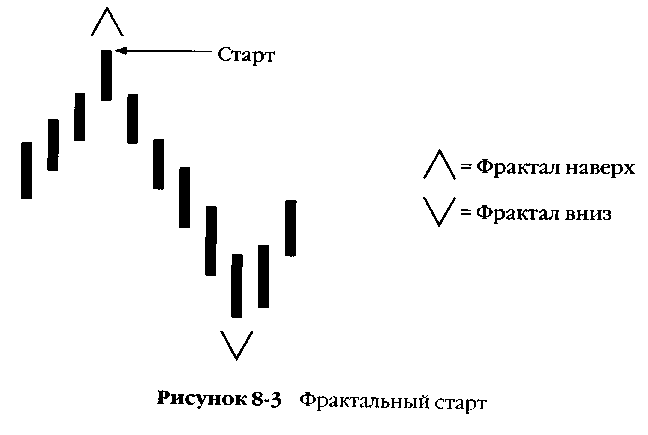 Старт
= Фрактал наверх
= Фрактал вниз
Рисунок 8-3 Фрактальный старт